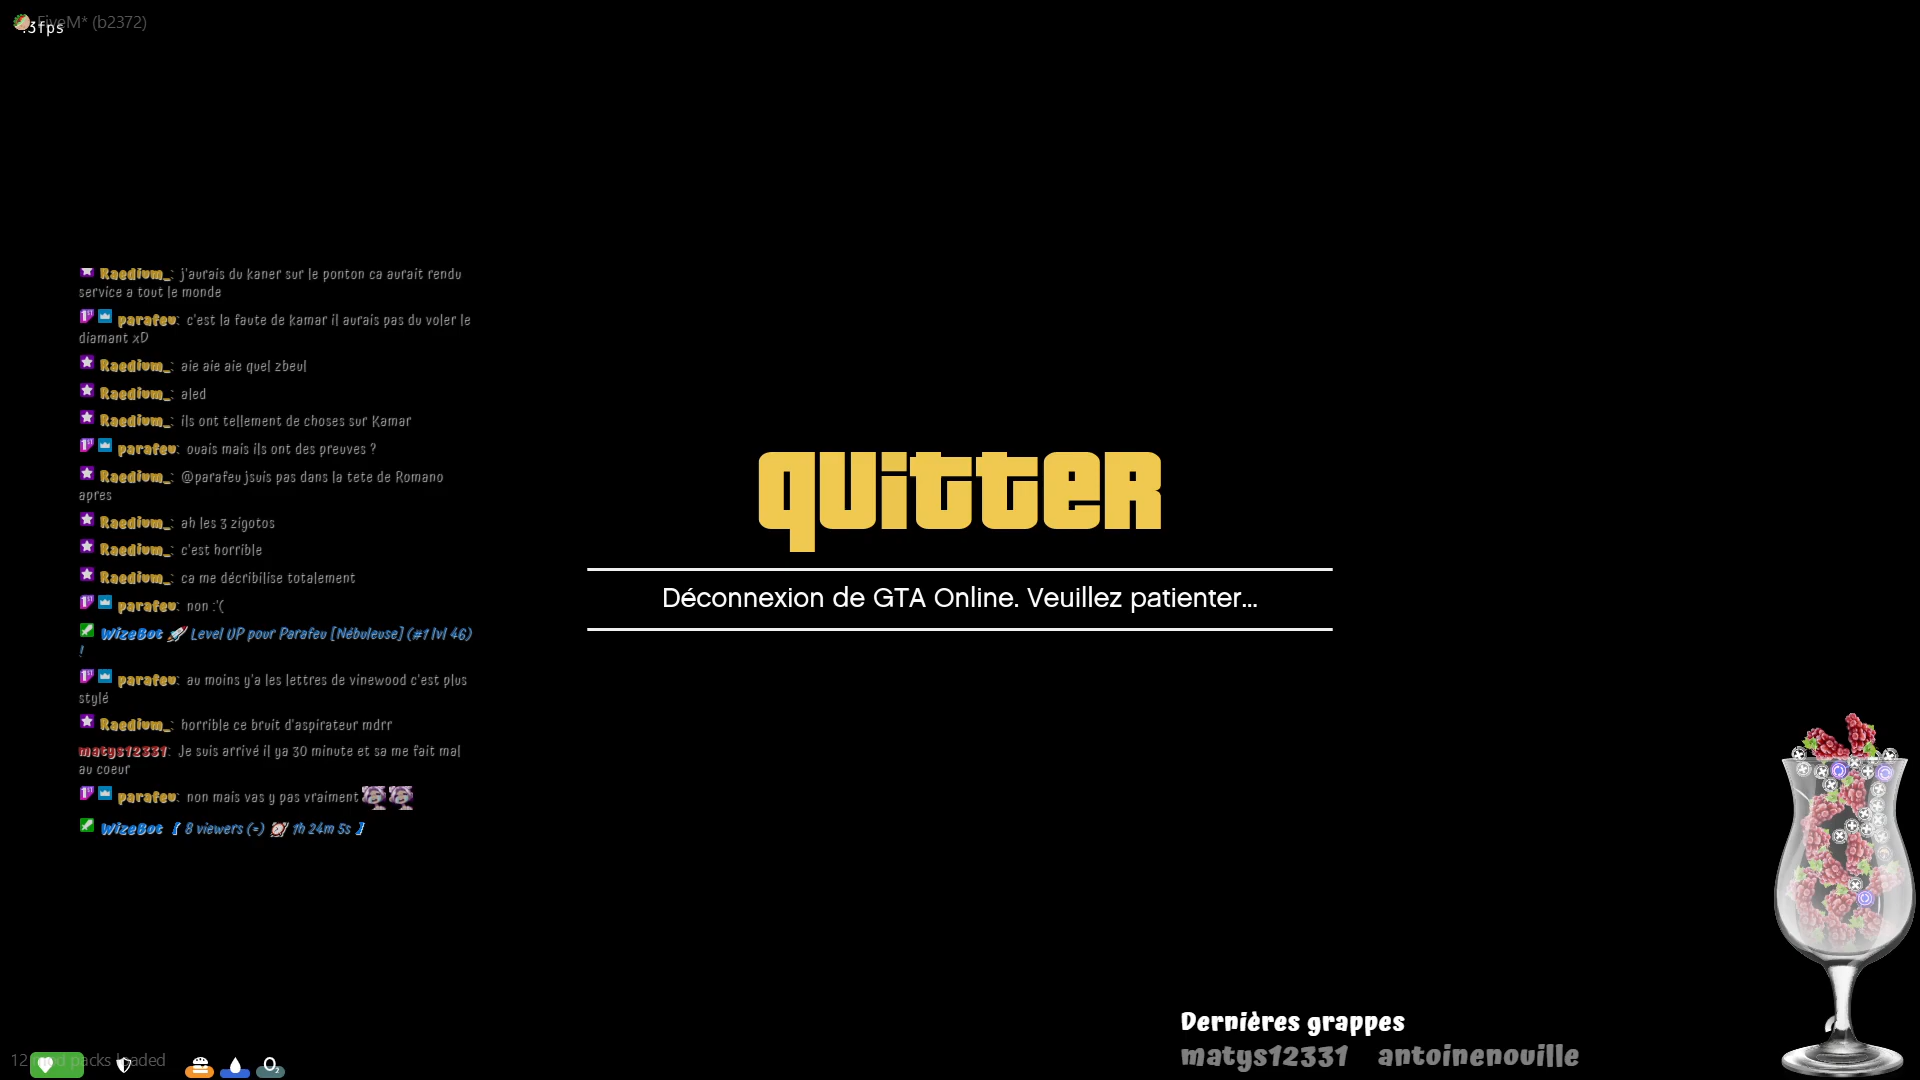 FiveM* (b2372)
3fps
Raedium_: j'aurais du kaner sur le ponton ca aurait rendu
service a tout le monde
parafeu: c'est la faute de kamar il aurais pas du voler le
diamant xD
Raedium_: aie aie aie quel zbeul
Raedium_: aled
Raedium_: ils ont tellement de choses sur Kamar
parafeu: ouais mais ils ont des preuves ?
Raedium_: @parafeu jsuis pas dans la tete de Romano
apres
Raedium_: ah les 3 zigotos
Raedium_: c'est horrible
Raedium_: ca me décribilise totalement
parafeu: non :'(
WizeBot 🚀 Level UP pour Parafeu [Nébuleuse] (#1 lvl 46)
!
parafeu: au moins y'a les lettres de vinewood c'est plus
stylé
Raedium_: horrible ce bruit d'aspirateur mdrr
matys12331: Je suis arrivé il ya 30 minute et sa me fait mal
au coeur
parafeu: non mais vas y pas vraiment
WizeBot 【 8 viewers (=) ⏰ 1h 24m 5s 】
QUITTER
Déconnexion de GTA Online. Veuillez patienter...
Dernières grappes
matys12331 antoinenouville
packs loaded
O₂